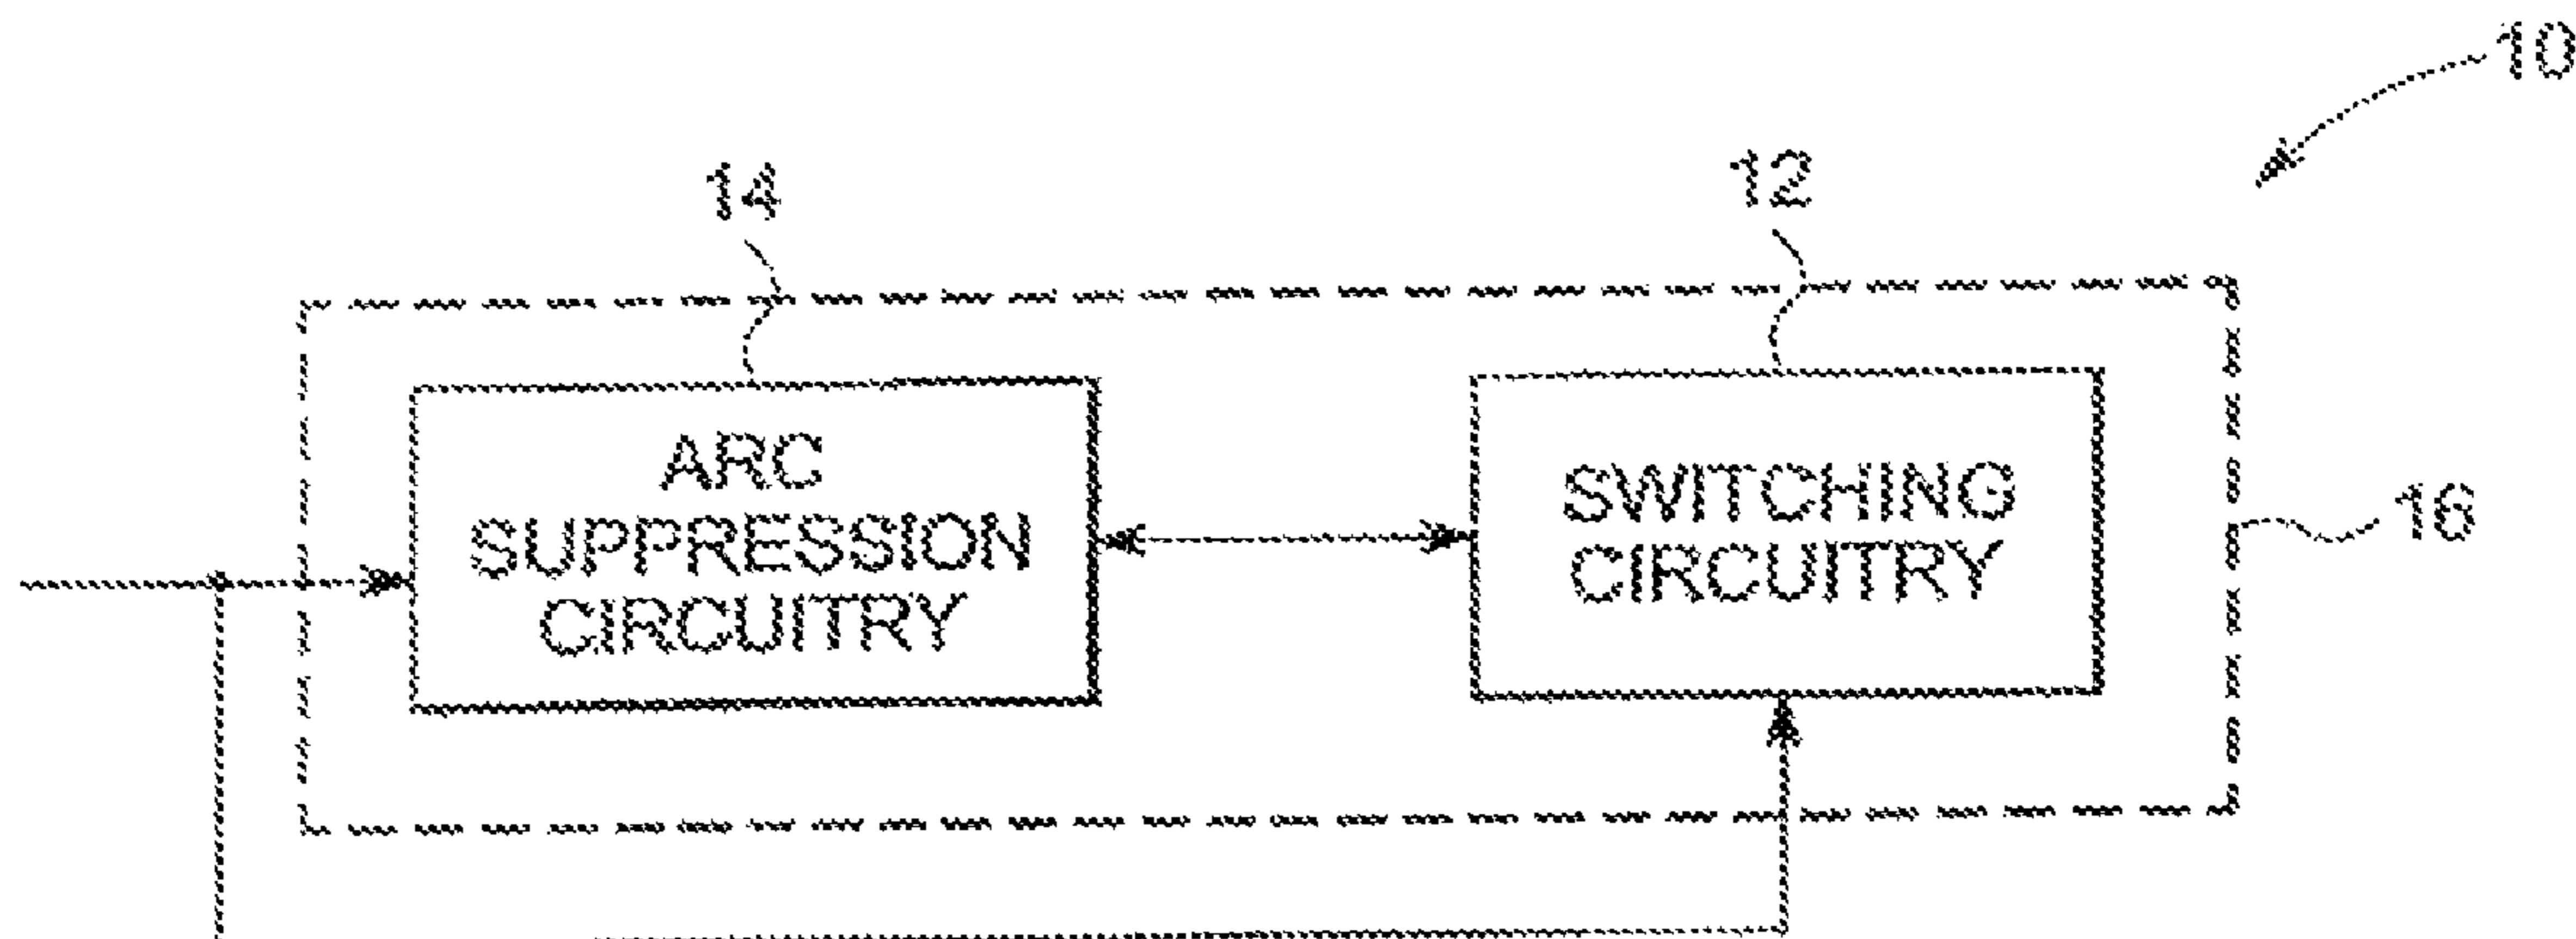 10
14
12
ARC
SUPPRESSION
CIRCUITRY
SWITCHING
CIRCUITRY
16